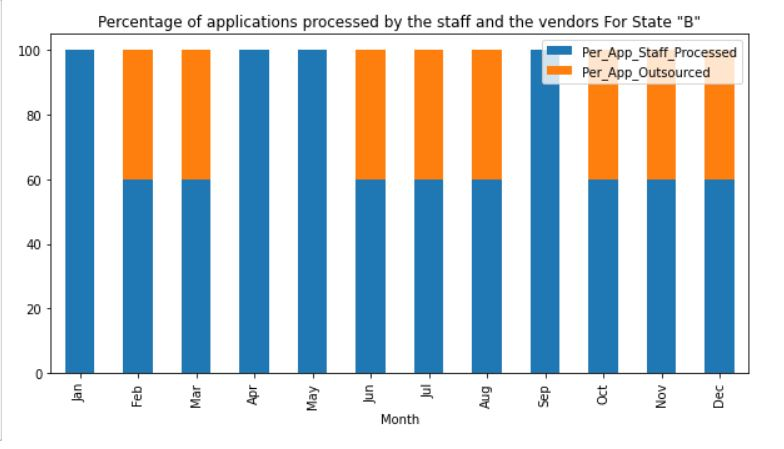 Percentage of applications processed by the staff and the vendors For State "B"
Per_App_Staff_Processed
Per_App_Outsourced
100
80
60
40
20
0
Jan Feb Mar Apr May Jun Jul Aug Sep Oct Nov Dec
Month